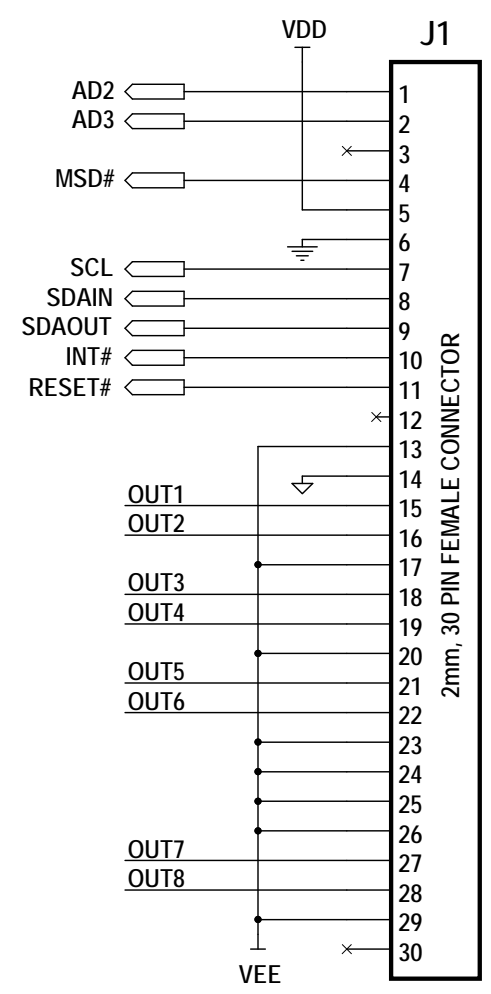 VDD
J1
AD2 1
AD3 2
3
MSD# 4
5
6
SCL 7
SDAIN 8
SDAOUT 9
INT# 10
RESET# 11
12
13
14
OUT1 15
OUT2 16
17
OUT3 18
OUT4 19
20
OUT5 21
OUT6 22
23
24
25
26
OUT7 27
OUT8 28
29
30
VEE
2mm, 30 PIN FEMALE CONNECTOR